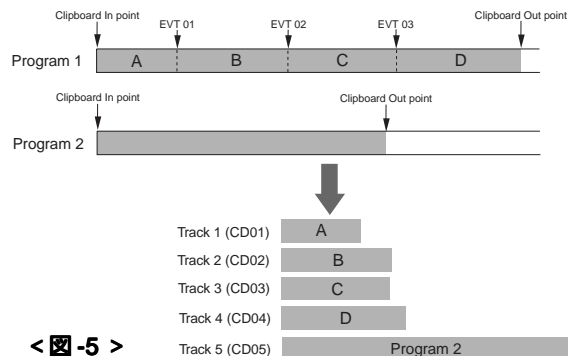 Clipboard In point EVT 01 EVT 02 EVT 03 Clipboard Out point
Program 1 A B C D
Clipboard In point Clipboard Out point
Program 2
Track 1 (CD01) A
Track 2 (CD02) B
Track 3 (CD03) C
Track 4 (CD04) D
<図-5> Track 5 (CD05) Program 2